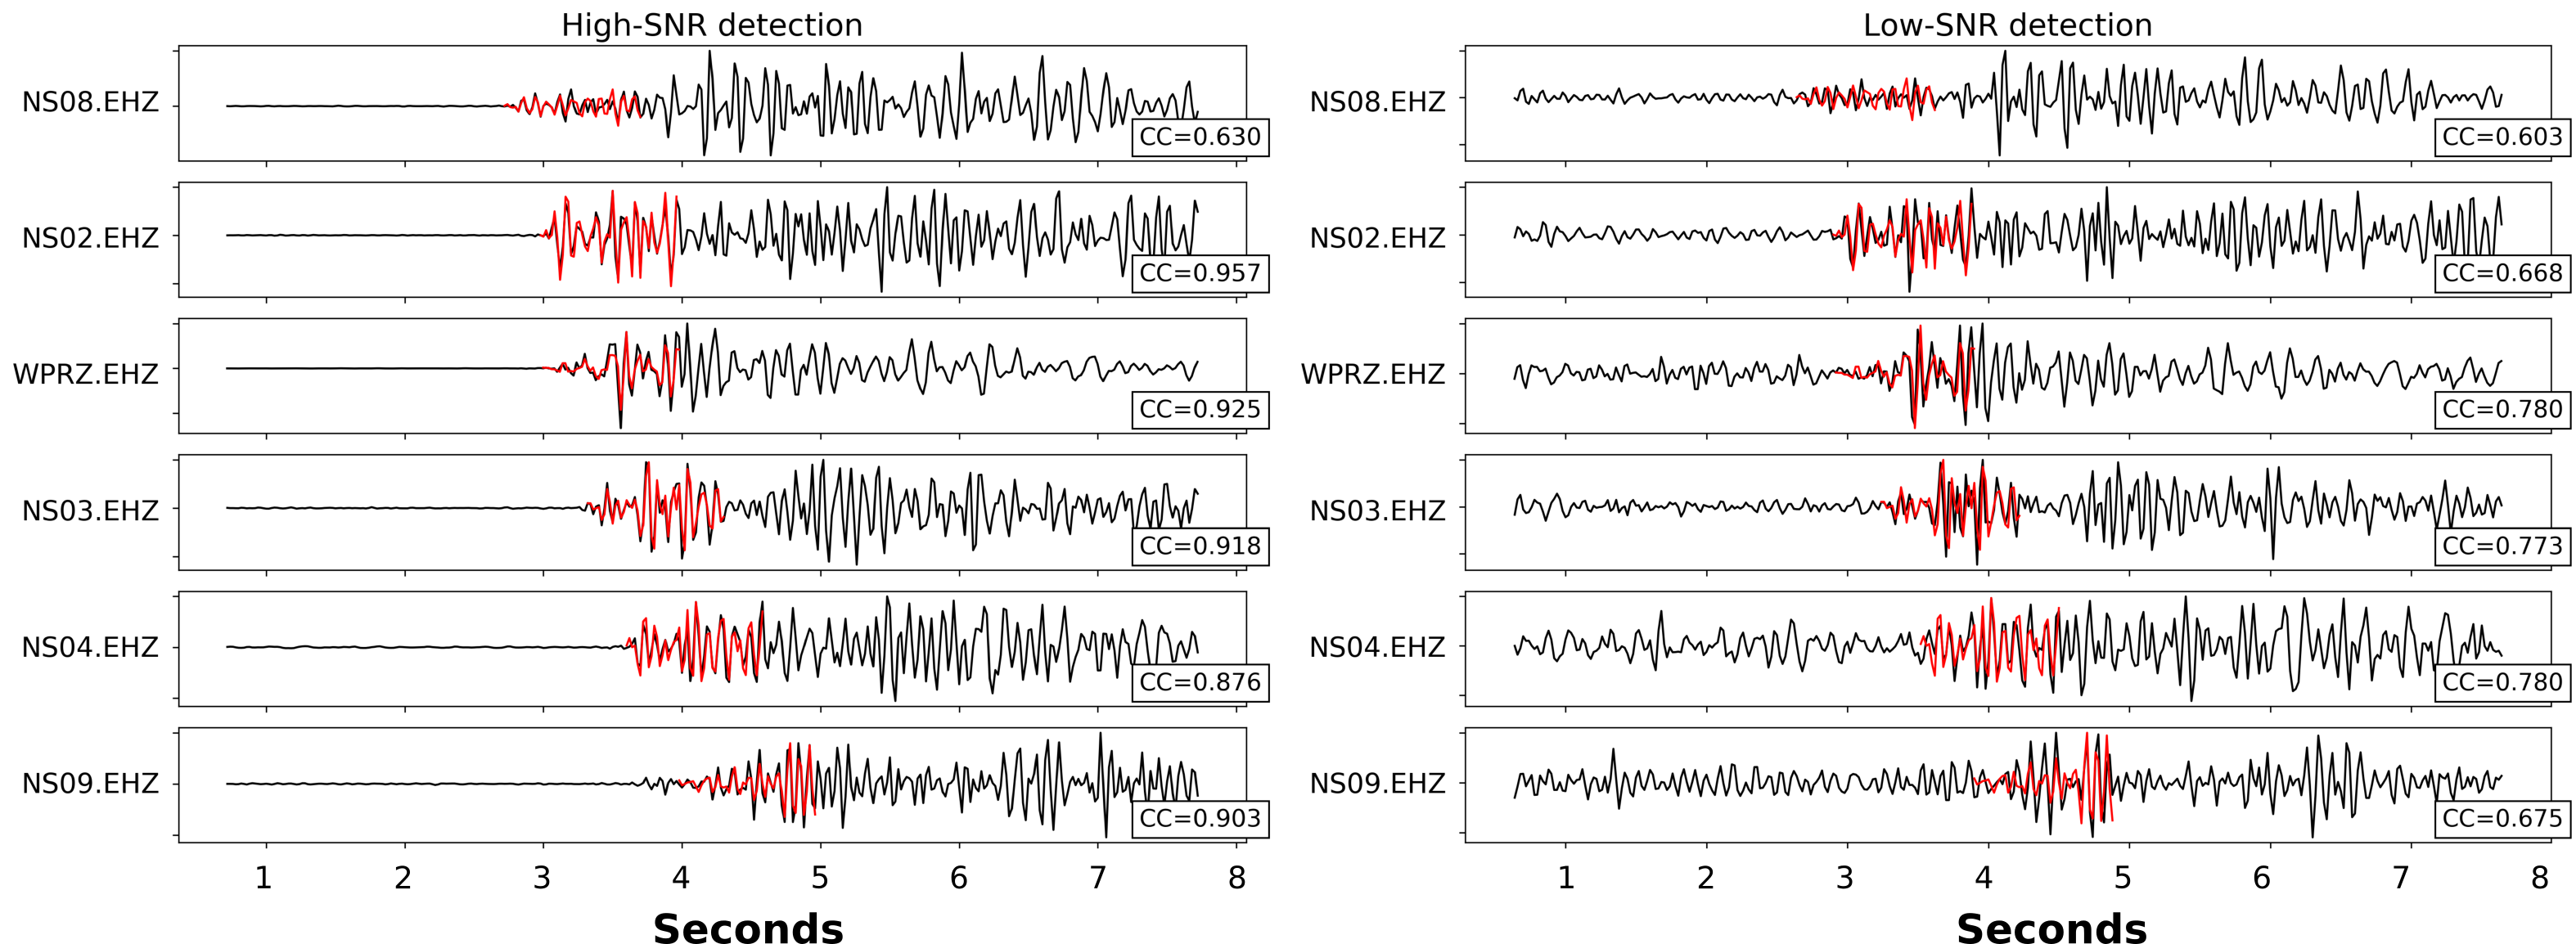 High-SNR detection
NS08.EHZ
CC=0.630
NS02.EHZ
CC=0.957
WPRZ.EHZ
CC=0.925
NS03.EHZ
CC=0.918
NS04.EHZ
CC=0.876
NS09.EHZ
CC=0.903
1 2 3 4 5 6 7 8
Seconds
Low-SNR detection
NS08.EHZ
CC=0.603
NS02.EHZ
CC=0.668
WPRZ.EHZ
CC=0.780
NS03.EHZ
CC=0.773
NS04.EHZ
CC=0.780
NS09.EHZ
CC=0.675
1 2 3 4 5 6 7 8
Seconds